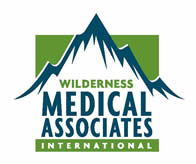 WILDERNESS
MEDICAL
ASSOCIATES
INTERNATIONAL